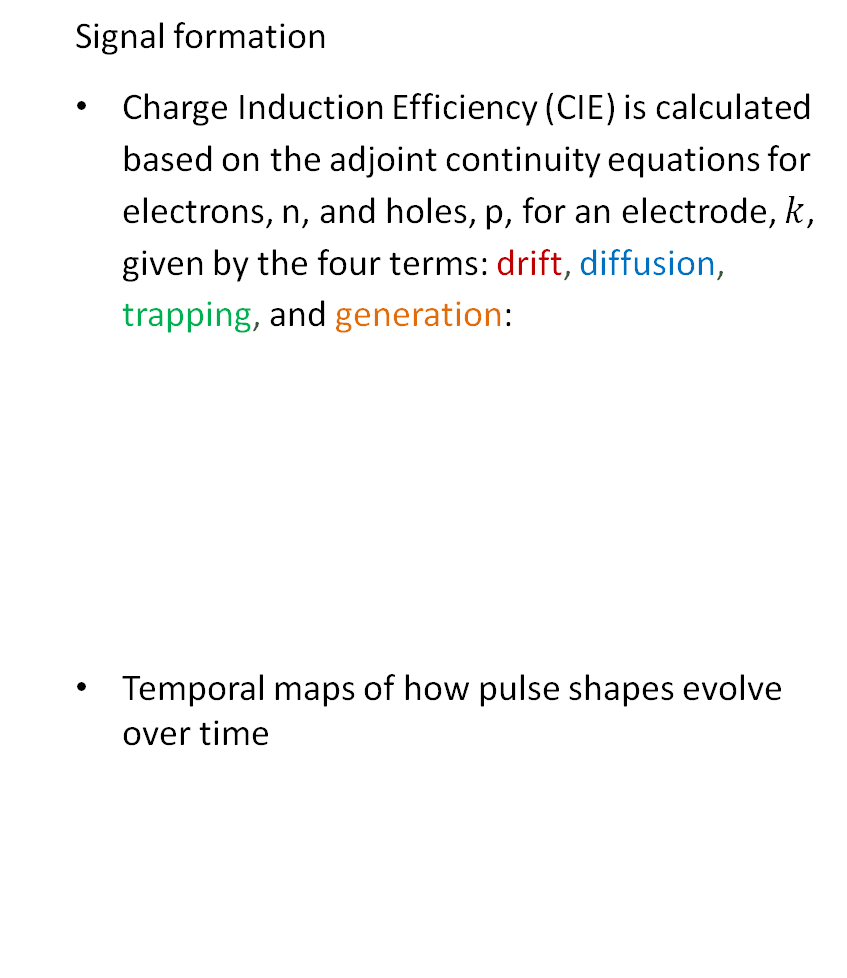 Signal formation
• Charge Induction Efficiency (CIE) is calculated
based on the adjoint continuity equations for
electrons, n, and holes, p, for an electrode, k,
given by the four terms: drift, diffusion,
trapping, and generation:
• Temporal maps of how pulse shapes evolve
over time